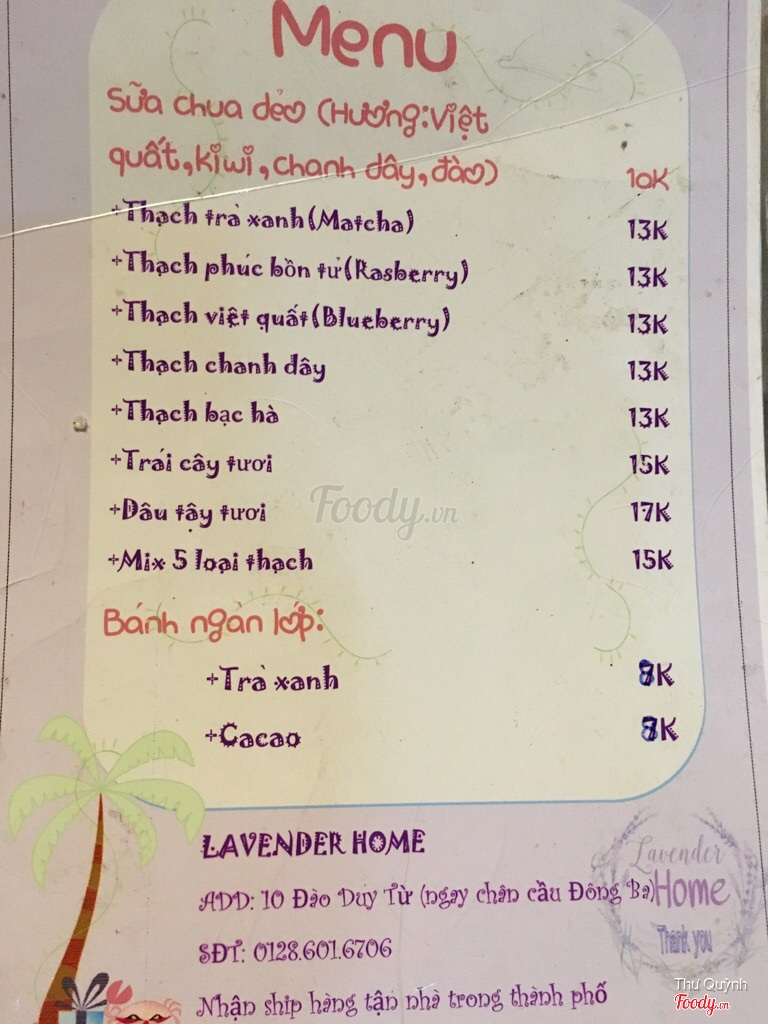 Menu
Sữa chua dẻo (Hương:Việt
quất,kiwi,chanh dây,đào) 10K
+Thạch trà xanh(Matcha) 13K
+Thạch phúc bồn tử(Rasberry) 13K
+Thạch việt quất(Blueberry) 13K
+Thạch chanh dây 13K
+Thạch bạc hà 13K
+Trái cây tươi 15K
Foody.vn
+Dâu tây tươi 17K
+Mix 5 loại thạch 15K
Bánh ngàn lớp:
+Trà xanh 8K
+Cacao 8K
LAVENDER HOME
ADD: 10 Đào Duy Từ (ngay chân cầu Đông Ba)
SĐT: 0128.601.6706
Nhận ship hàng tận nhà trong thành phố
Lavender
Home
Thank you
Thư Quỳnh
Foody.vn